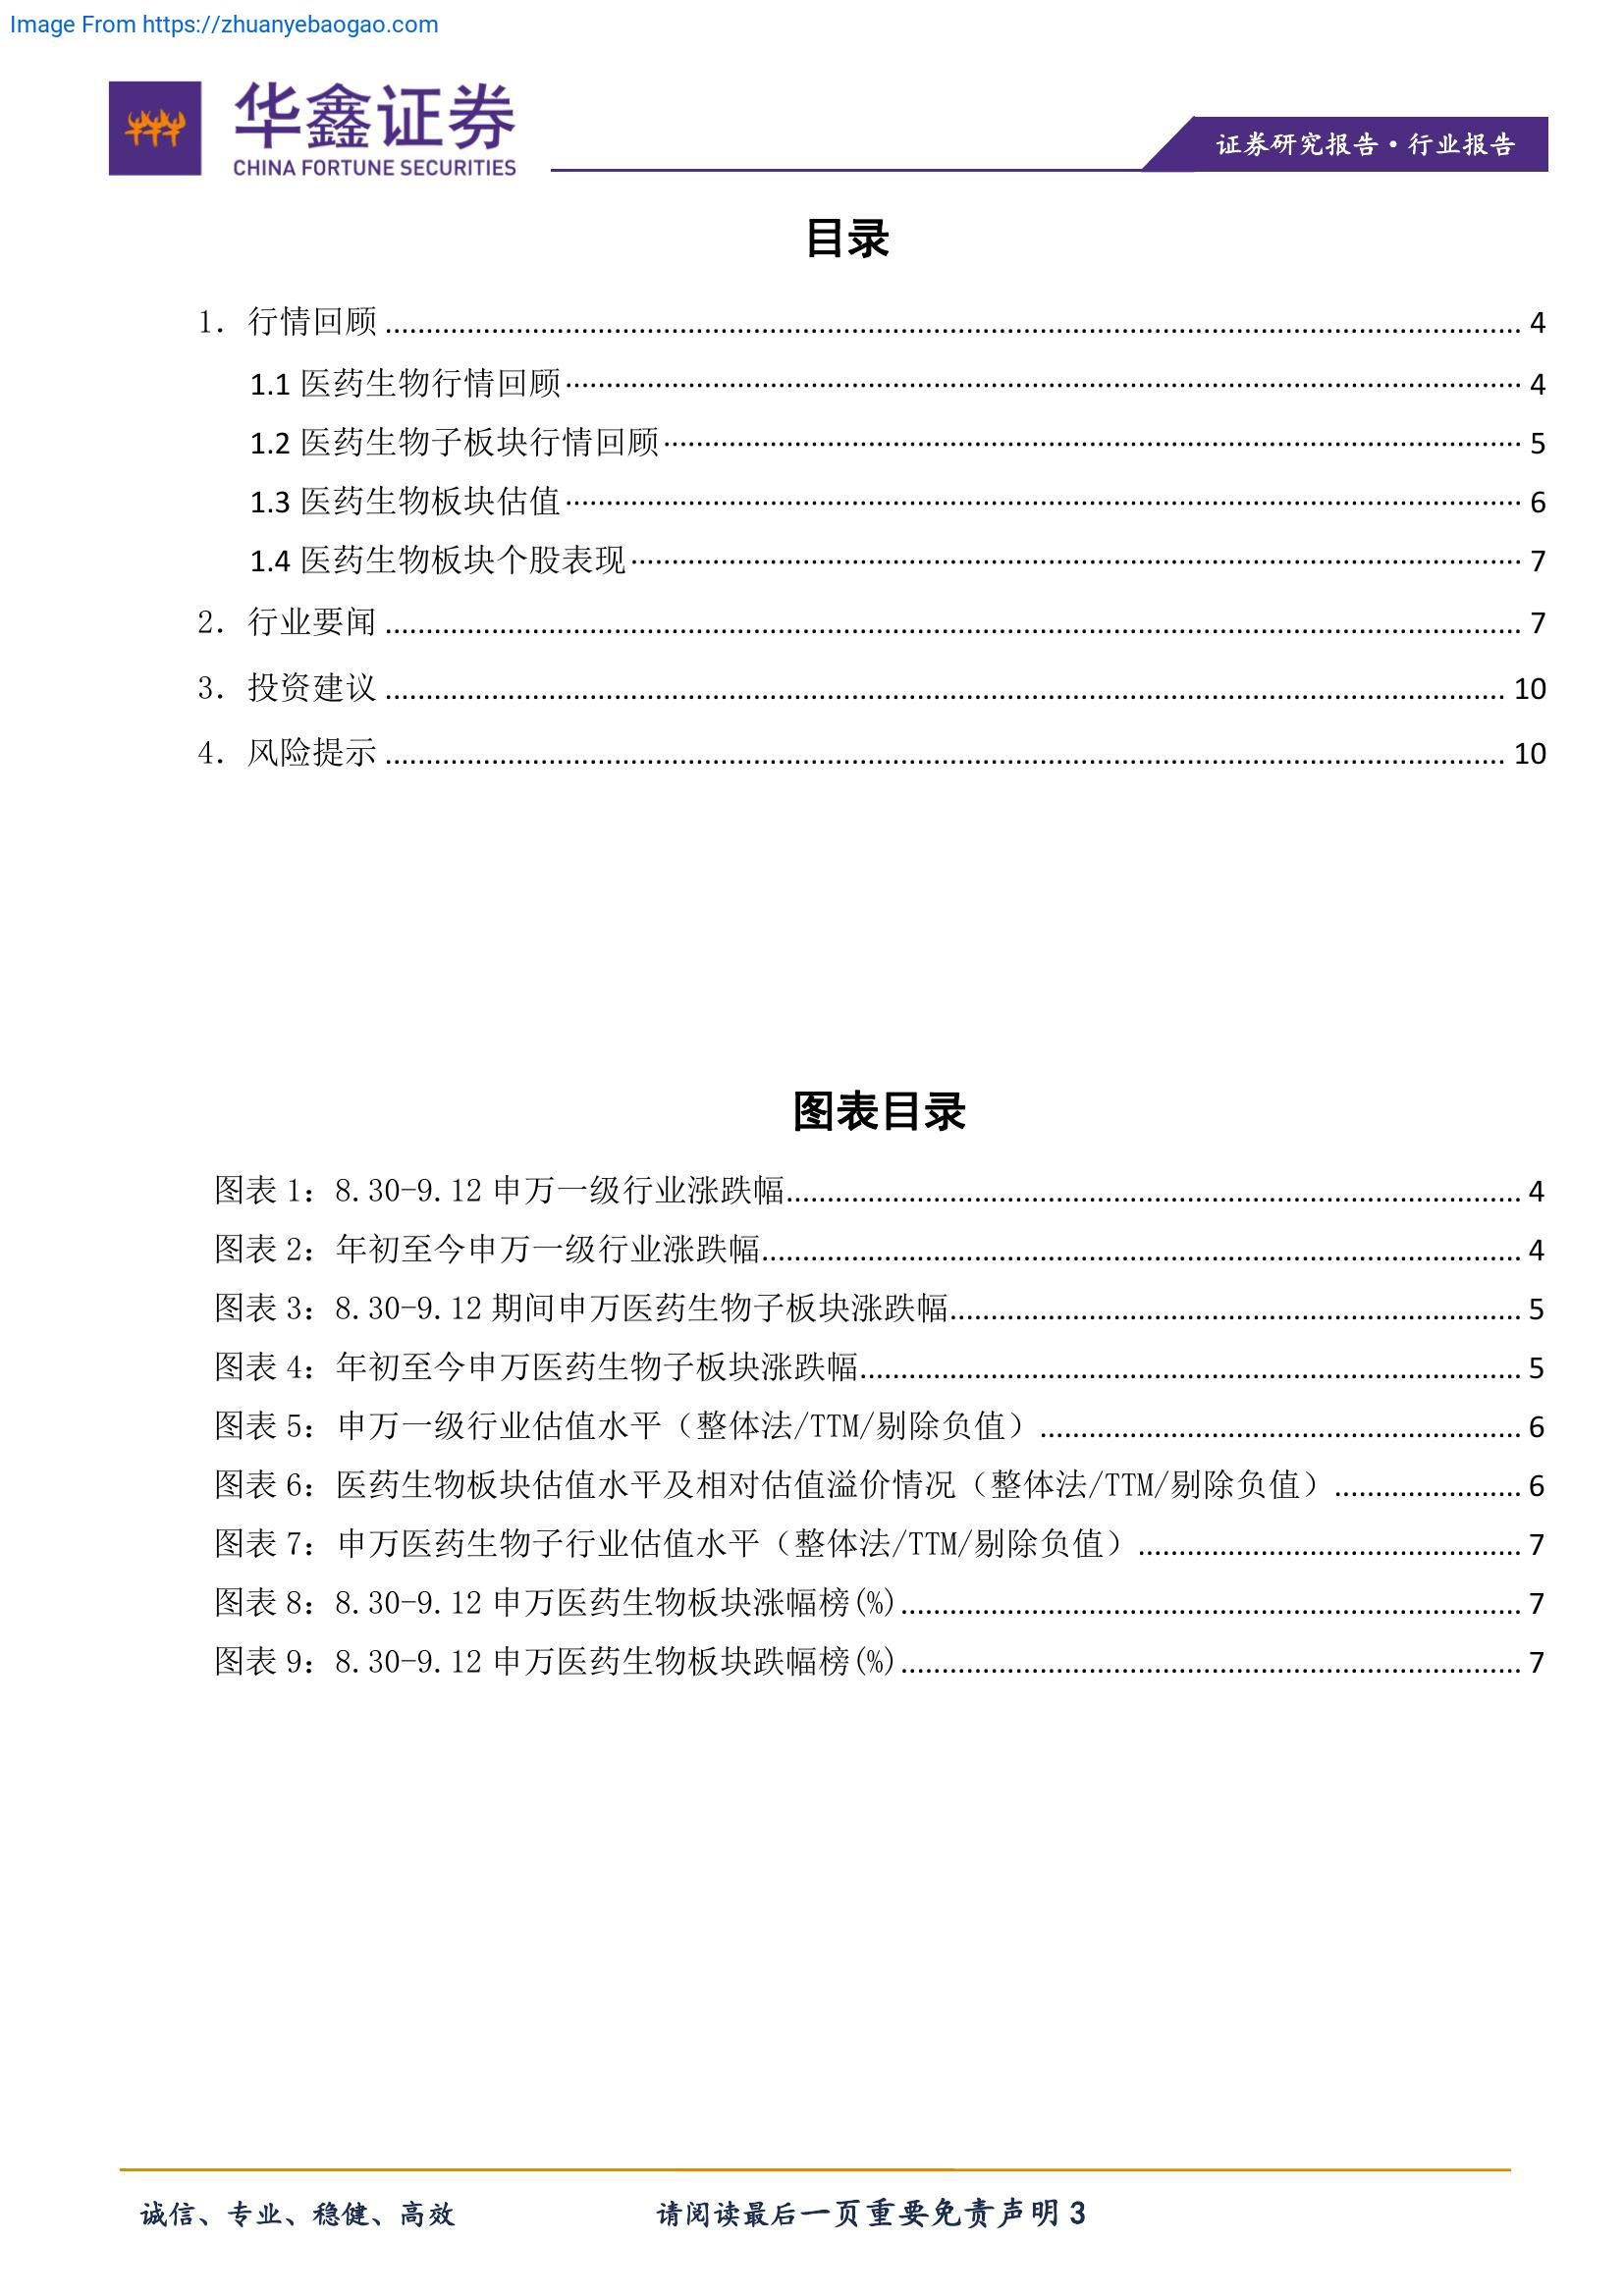 Image From https://zhuanyebaogao.com
华鑫证券
CHINA FORTUNE SECURITIES
证券研究报告·行业报告
目录
1. 行情回顾 4
1.1 医药生物行情回顾 4
1.2 医药生物子板块行情回顾 5
1.3 医药生物板块估值 6
1.4 医药生物板块个股表现 7
2. 行业要闻 7
3. 投资建议 10
4. 风险提示 10
图表目录
图表 1：8.30-9.12 申万一级行业涨跌幅 4
图表 2：年初至今申万一级行业涨跌幅 4
图表 3：8.30-9.12 期间申万医药生物子板块涨跌幅 5
图表 4：年初至今申万医药生物子板块涨跌幅 5
图表 5：申万一级行业估值水平（整体法/TTM/剔除负值） 6
图表 6：医药生物板块估值水平及相对估值溢价情况（整体法/TTM/剔除负值） 6
图表 7：申万医药生物子行业估值水平（整体法/TTM/剔除负值） 7
图表 8：8.30-9.12 申万医药生物板块涨幅榜(%) 7
图表 9：8.30-9.12 申万医药生物板块跌幅榜(%) 7
诚信、专业、稳健、高效 请阅读最后一页重要免责声明 3